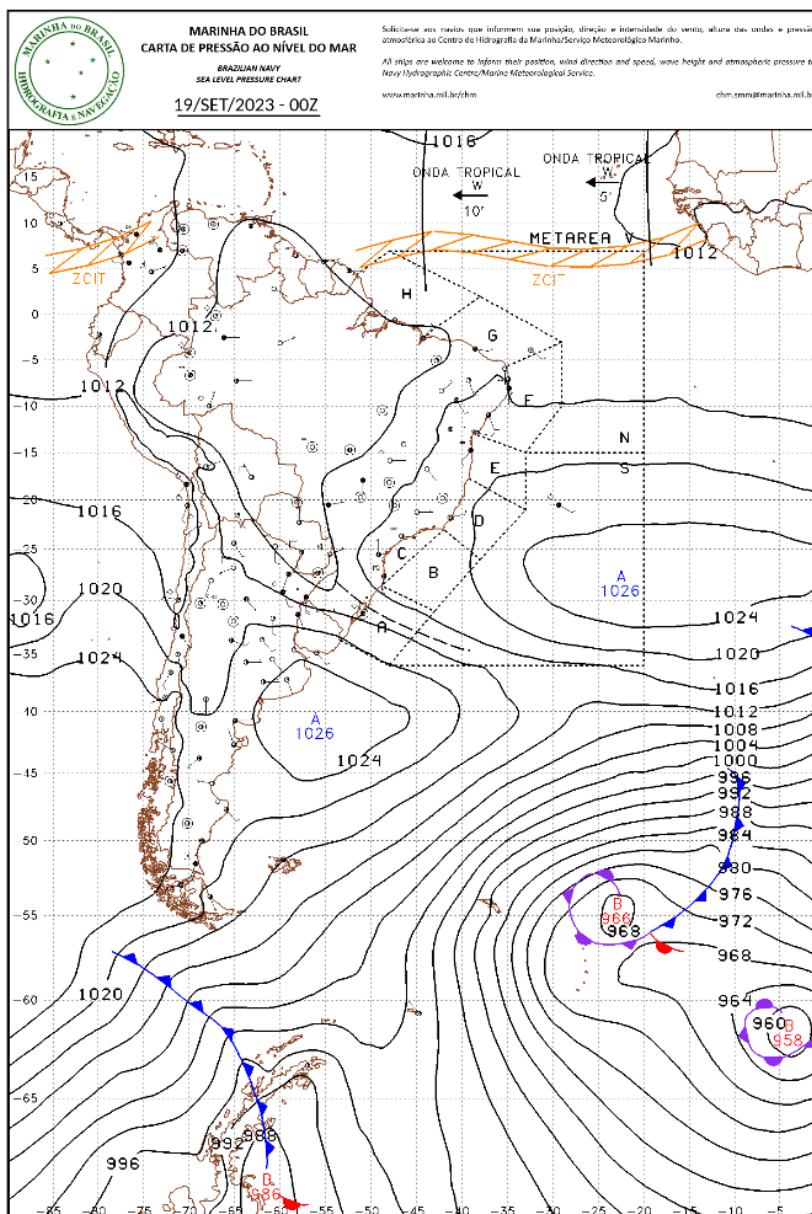 MARINHA DO BRASIL
HIDROGRAFIA E NAVEGAÇÃO
MARINHA DO BRASIL
CARTA DE PRESSÃO AO NÍVEL DO MAR
BRAZILIAN NAVY
SEA LEVEL PRESSURE CHART
19/SET/2023 - 00Z
Solicita-se aos navios que informem sua posição, direção e intensidade do vento, altura das ondas e pressão
atmosférica ao Centro de Hidrografia da Marinha/Serviço Meteorológico Marinho.
All ships are welcome to inform their position, wind direction and speed, wave height and atmospheric pressure to
Navy Hydrographic Centre/Marine Meteorological Service.
www.marinha.mil.br/chm
chm.smm@marinha.mil.br
1016
15
ONDA TROPICAL
W
10'
ONDA TROPICAL
W
5'
10
METAREA V
1012
5
ZCIT
ZCIT
H
0
1012
G
-5
1012
F
-10
N
-15
E
S
1016
-20
D
-25
C
B
A
1026
1020
1016
-30
1024
A
1024
1020
-35
1016
1012
-40
A
1026
1008
1004
1024
1000
-45
996
992
988
-50
984
980
976
B
966
-55
968
972
968
1020
-60
964
960
B
958
-65
988
992
996
B
986
-85 -80 -75 -70 -65 -60 -55 -50 -45 -40 -35 -30 -25 -20 -15 -10 -5